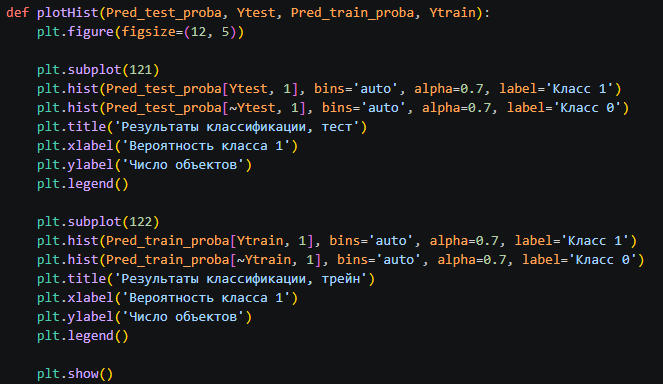 def plotHist(Pred_test_proba, Ytest, Pred_train_proba, Ytrain):
    plt.figure(figsize=(12, 5))

    plt.subplot(121)
    plt.hist(Pred_test_proba[Ytest, 1], bins='auto', alpha=0.7, label='Класс 1')
    plt.hist(Pred_test_proba[~Ytest, 1], bins='auto', alpha=0.7, label='Класс 0')
    plt.title('Результаты классификации, тест')
    plt.xlabel('Вероятность класса 1')
    plt.ylabel('Число объектов')
    plt.legend()

    plt.subplot(122)
    plt.hist(Pred_train_proba[Ytrain, 1], bins='auto', alpha=0.7, label='Класс 1')
    plt.hist(Pred_train_proba[~Ytrain, 1], bins='auto', alpha=0.7, label='Класс 0')
    plt.title('Результаты классификации, трейн')
    plt.xlabel('Вероятность класса 1')
    plt.ylabel('Число объектов')
    plt.legend()

    plt.show()